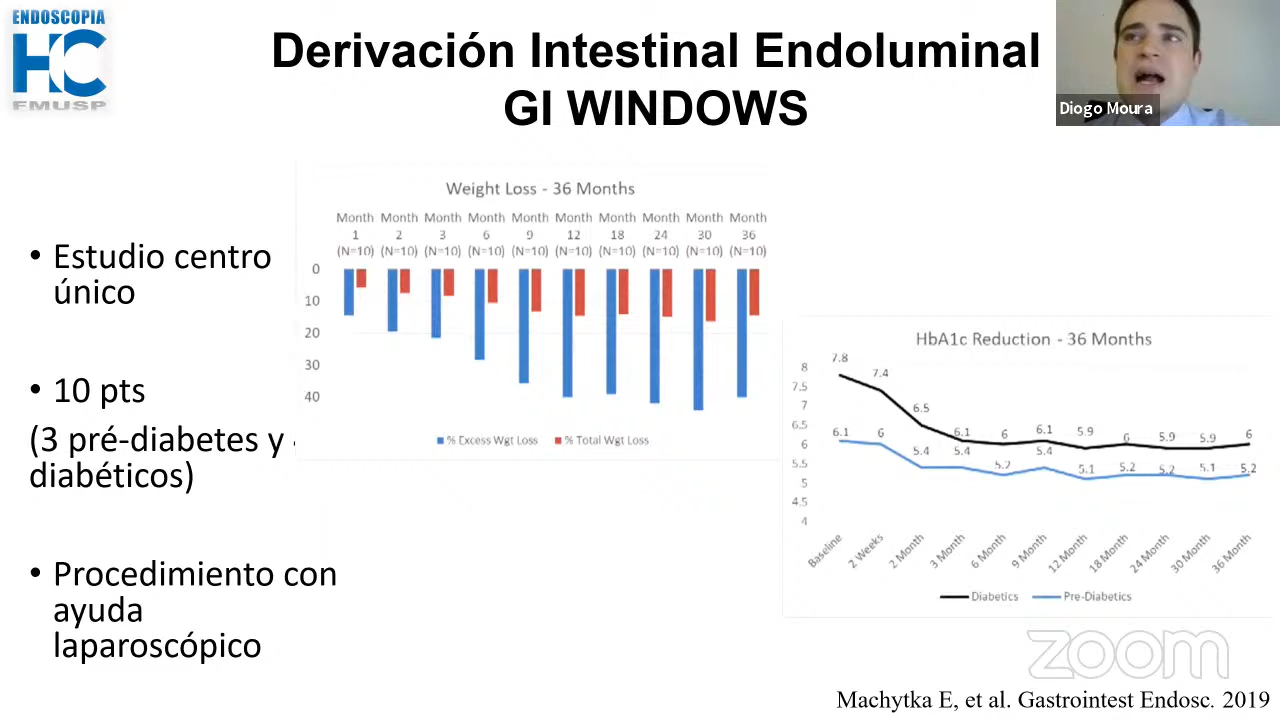 ENDOSCOPIA
HC
FMUSP
Derivación Intestinal Endoluminal
GI WINDOWS
Diogo Moura
• Estudio centro
único
• 10 pts
(3 pré-diabetes y
diabéticos)
• Procedimiento con
ayuda
laparoscópico
Weight Loss - 36 Months
Month Month Month Month Month Month Month Month Month Month
1 2 3 6 9 12 18 24 30 36
(N=10) (N=10) (N=10) (N=10) (N=10) (N=10) (N=10) (N=10) (N=10) (N=10)
0
10
20
30
40
% Excess Wgt Loss % Total Wgt Loss
HbA1c Reduction - 36 Months
8
7.5
7
6.5
6
5.5
5
4.5
4
7.8 7.4 6.5 6.1 6 6.1 5.9 6 5.9 5.9 6
6.1 6 5.4 5.4 5.2 5.4 5.1 5.2 5.2 5.1 5.2
Baseline 2 Weeks 2 Month 3 Month 6 Month 9 Month 12 Month 18 Month 24 Month 30 Month 36 Month
Diabetics Pre-Diabetics
zoom
Machytka E, et al. Gastrointest Endosc. 2019